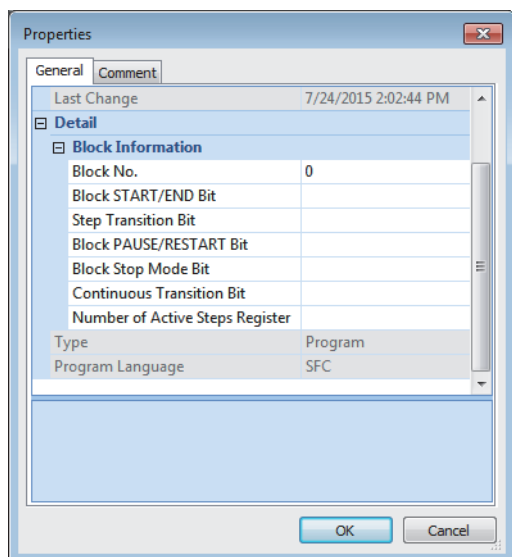 Properties
General Comment
Last Change 7/24/2015 2:02:44 PM
Detail
Block Information
Block No. 0
Block START/END Bit
Step Transition Bit
Block PAUSE/RESTART Bit
Block Stop Mode Bit
Continuous Transition Bit
Number of Active Steps Register
Type Program
Program Language SFC
OK Cancel